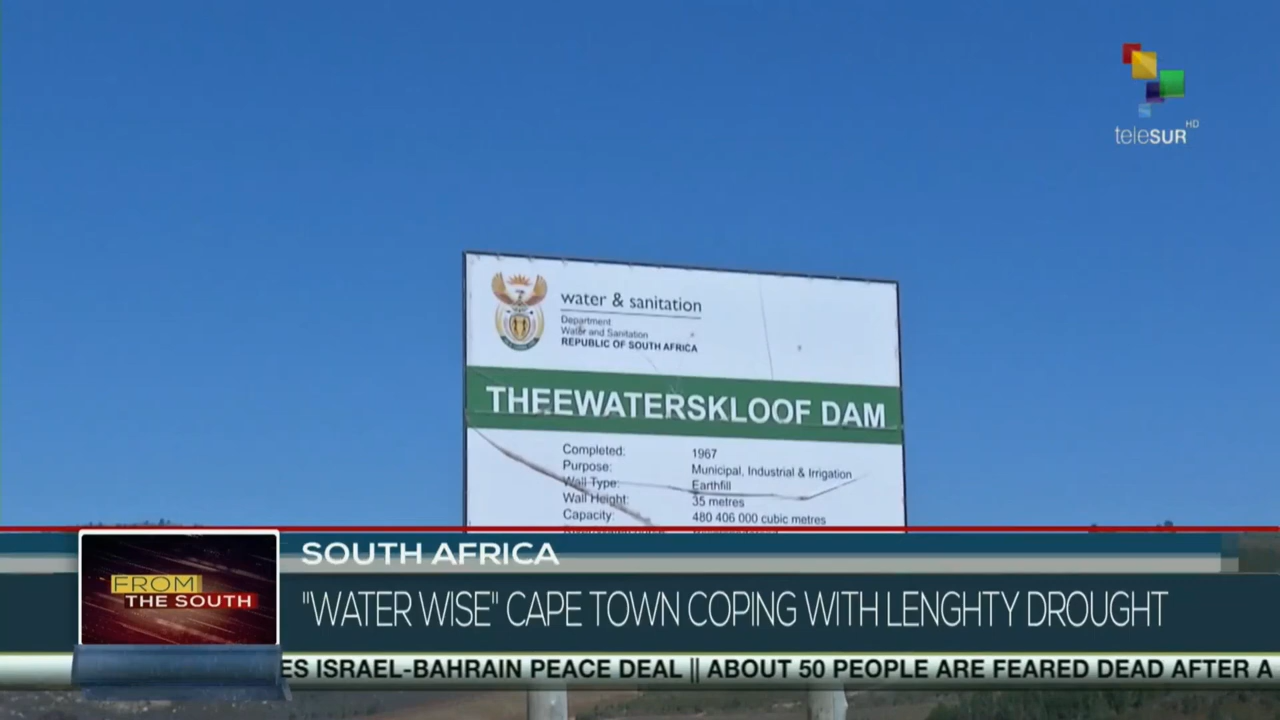 teleSUR HD
water & sanitation
Department
Water and Sanitation
REPUBLIC OF SOUTH AFRICA
THEEWATERSKLOOF DAM
Completed: 1967
Purpose: Municipal, Industrial & Irrigation
Wall Type: Earthfill
Wall Height: 35 metres
Capacity: 480 406 000 cubic metres
SOUTH AFRICA
FROM
THE SOUTH
"WATER WISE" CAPE TOWN COPING WITH LENGHTY DROUGHT
ES ISRAEL-BAHRAIN PEACE DEAL || ABOUT 50 PEOPLE ARE FEARED DEAD AFTER A